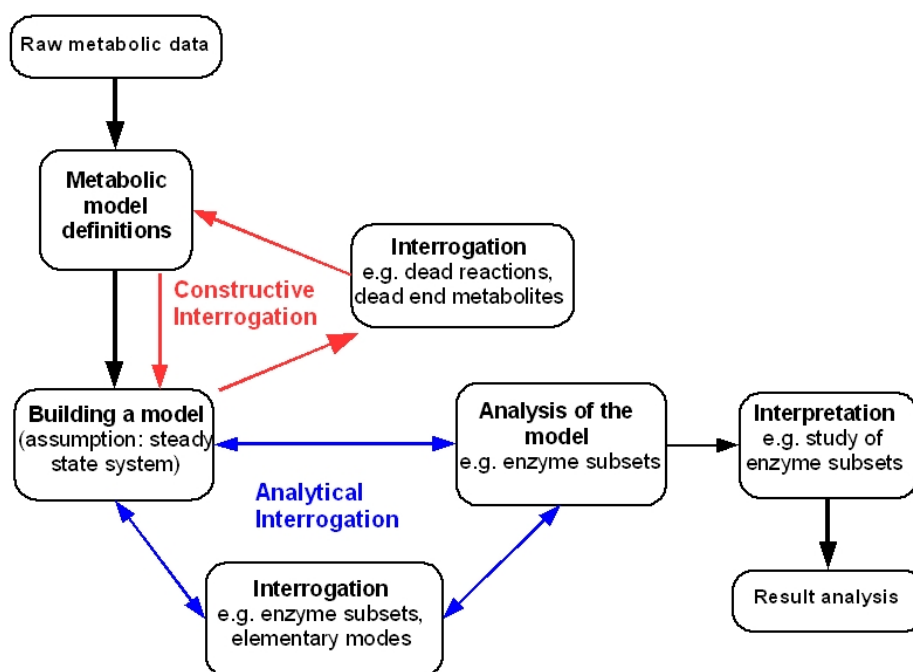 Raw metabolic data
Metabolic
model
definitions
Interrogation
e.g. dead reactions,
dead end metabolites
Constructive
Interrogation
Building a model
(assumption: steady
state system)
Analysis of the
model
e.g. enzyme subsets
Interpretation
e.g. study of
enzyme subsets
Analytical
Interrogation
Interrogation
e.g. enzyme subsets,
elementary modes
Result analysis